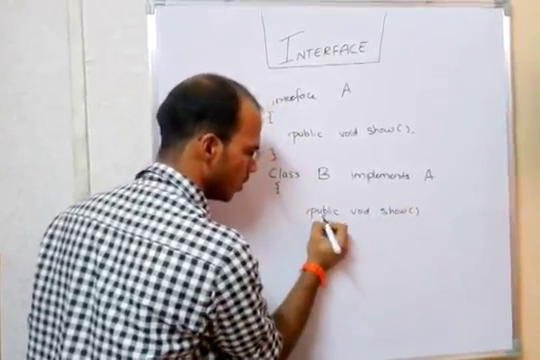 INTERFACE
interface A
{
public void show();
}
Class B implements A
{
public void show()